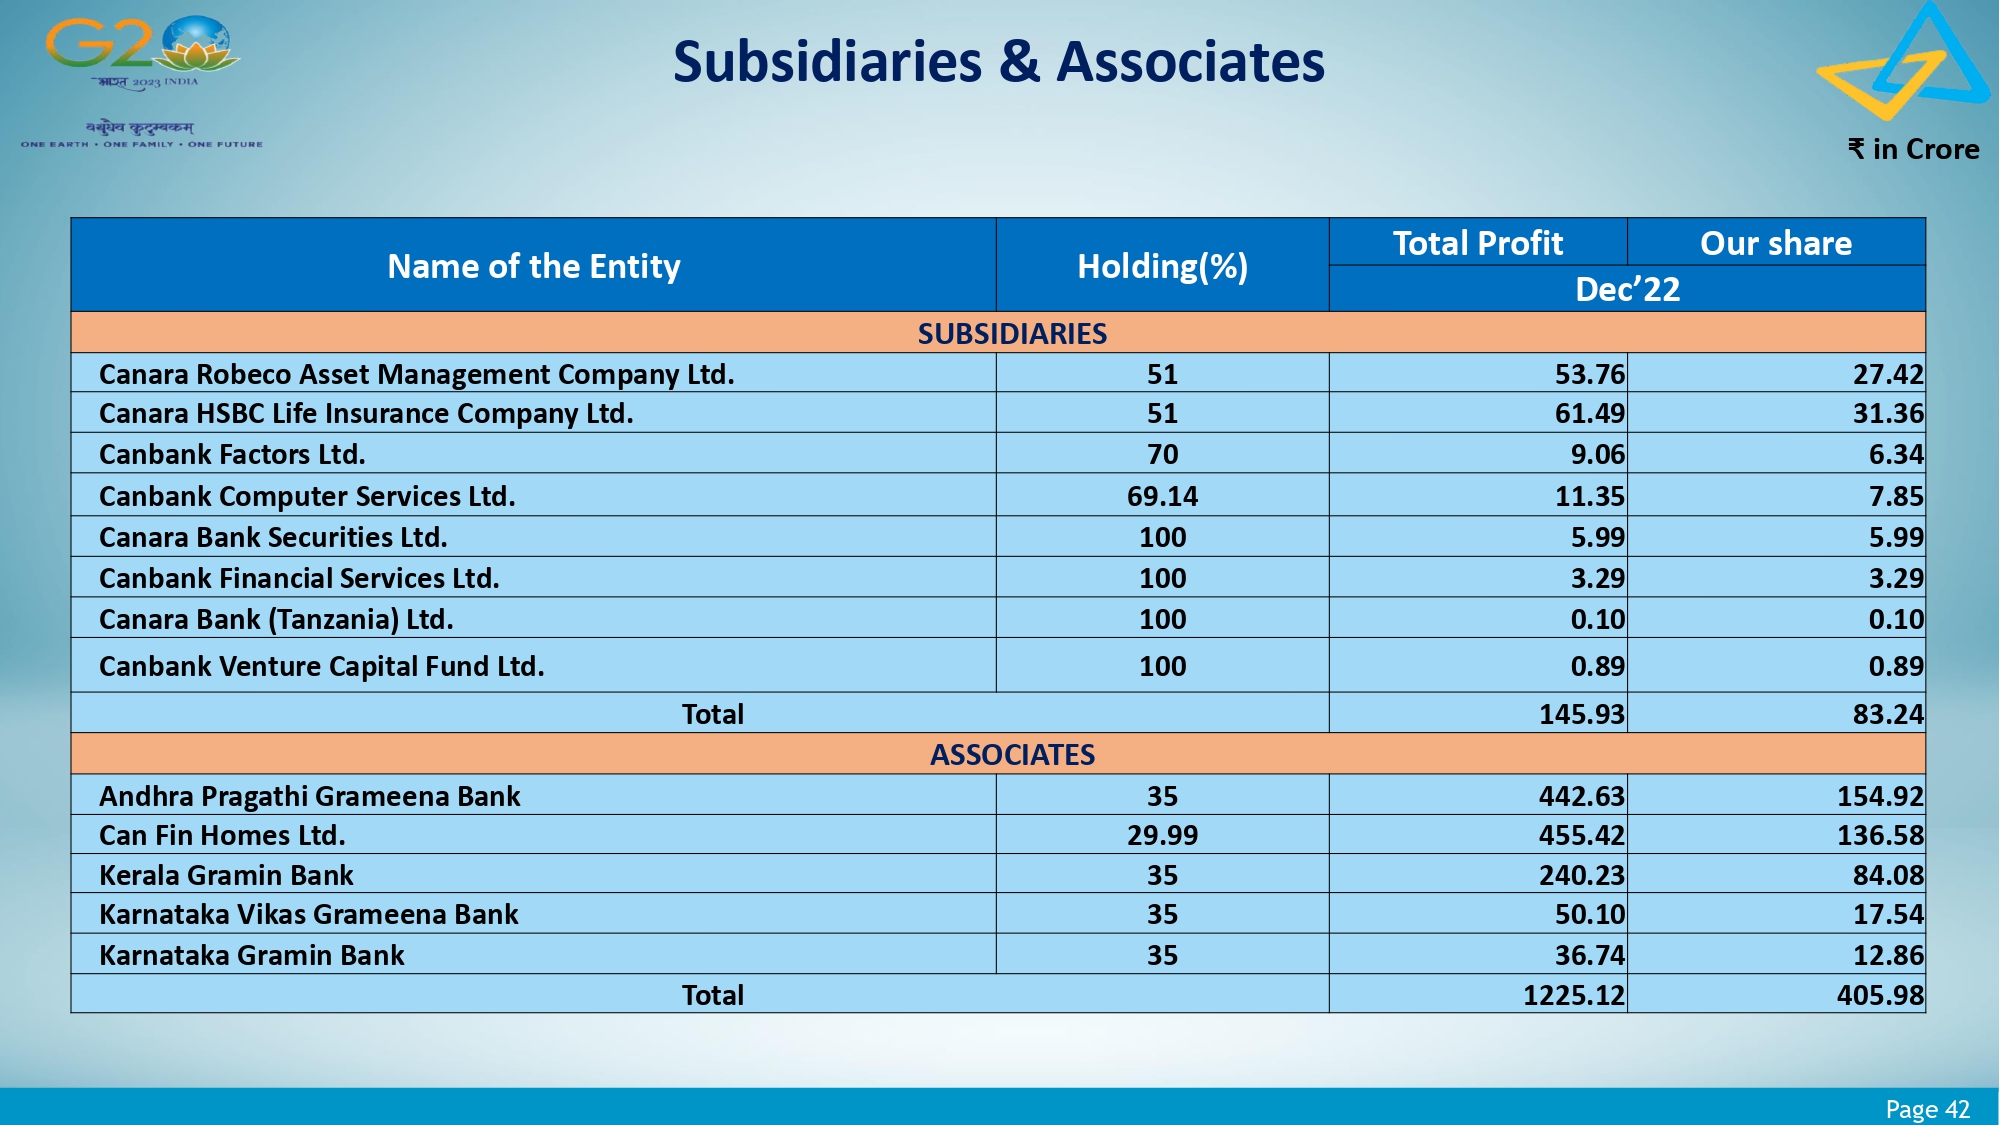 G20
भारत 2023 INDIA
वसुधैव कुटुम्बकम्
ONE EARTH • ONE FAMILY • ONE FUTURE
Subsidiaries & Associates
₹ in Crore
Name of the Entity Holding(%) Total Profit Our share
Dec’22
SUBSIDIARIES
Canara Robeco Asset Management Company Ltd. 51 53.76 27.42
Canara HSBC Life Insurance Company Ltd. 51 61.49 31.36
Canbank Factors Ltd. 70 9.06 6.34
Canbank Computer Services Ltd. 69.14 11.35 7.85
Canara Bank Securities Ltd. 100 5.99 5.99
Canbank Financial Services Ltd. 100 3.29 3.29
Canara Bank (Tanzania) Ltd. 100 0.10 0.10
Canbank Venture Capital Fund Ltd. 100 0.89 0.89
Total 145.93 83.24
ASSOCIATES
Andhra Pragathi Grameena Bank 35 442.63 154.92
Can Fin Homes Ltd. 29.99 455.42 136.58
Kerala Gramin Bank 35 240.23 84.08
Karnataka Vikas Grameena Bank 35 50.10 17.54
Karnataka Gramin Bank 35 36.74 12.86
Total 1225.12 405.98
Page 42